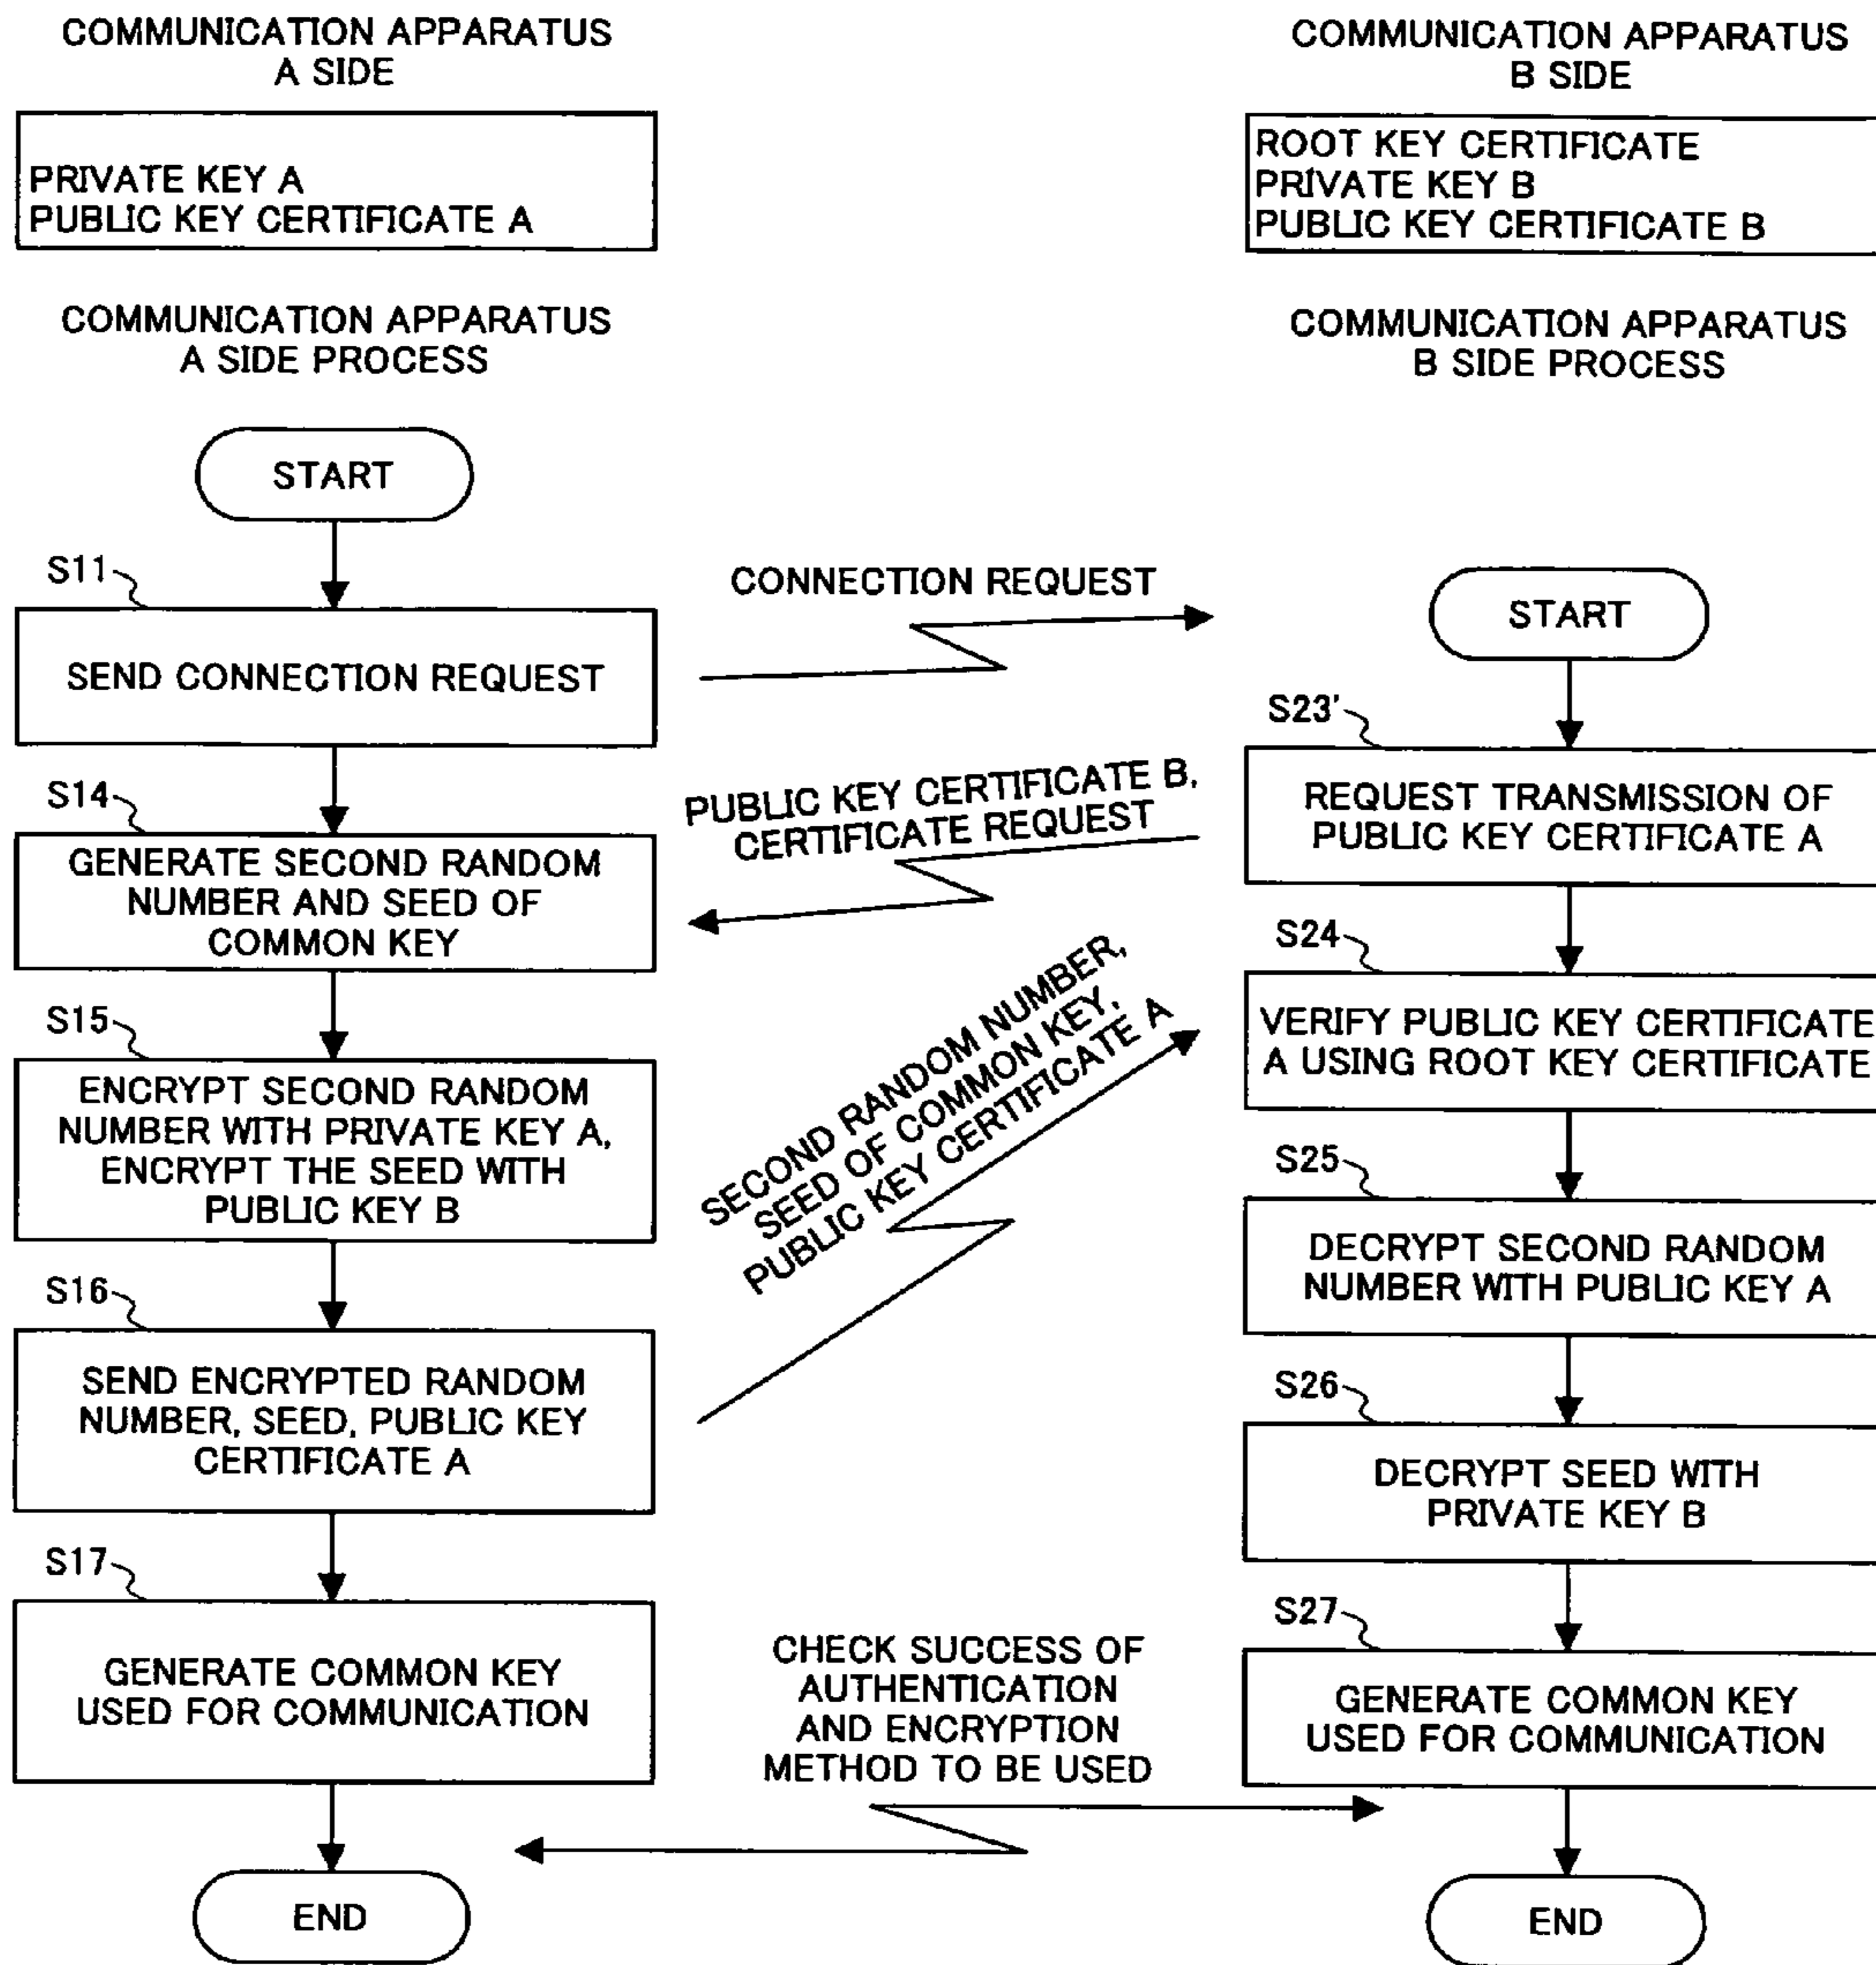 COMMUNICATION APPARATUS
A SIDE
PRIVATE KEY A
PUBLIC KEY CERTIFICATE A
COMMUNICATION APPARATUS
B SIDE
ROOT KEY CERTIFICATE
PRIVATE KEY B
PUBLIC KEY CERTIFICATE B
COMMUNICATION APPARATUS
A SIDE PROCESS
COMMUNICATION APPARATUS
B SIDE PROCESS
START
S11
SEND CONNECTION REQUEST
CONNECTION REQUEST
START
S23'
REQUEST TRANSMISSION OF
PUBLIC KEY CERTIFICATE A
PUBLIC KEY CERTIFICATE B,
CERTIFICATE REQUEST
S14
GENERATE SECOND RANDOM
NUMBER AND SEED OF
COMMON KEY
S24
VERIFY PUBLIC KEY CERTIFICATE
A USING ROOT KEY CERTIFICATE
S15
ENCRYPT SECOND RANDOM
NUMBER WITH PRIVATE KEY A,
ENCRYPT THE SEED WITH
PUBLIC KEY B
SECOND RANDOM NUMBER,
SEED OF COMMON KEY,
PUBLIC KEY CERTIFICATE A
S25
DECRYPT SECOND RANDOM
NUMBER WITH PUBLIC KEY A
S16
SEND ENCRYPTED RANDOM
NUMBER, SEED, PUBLIC KEY
CERTIFICATE A
S26
DECRYPT SEED WITH
PRIVATE KEY B
S17
GENERATE COMMON KEY
USED FOR COMMUNICATION
CHECK SUCCESS OF
AUTHENTICATION
AND ENCRYPTION
METHOD TO BE USED
S27
GENERATE COMMON KEY
USED FOR COMMUNICATION
END
END